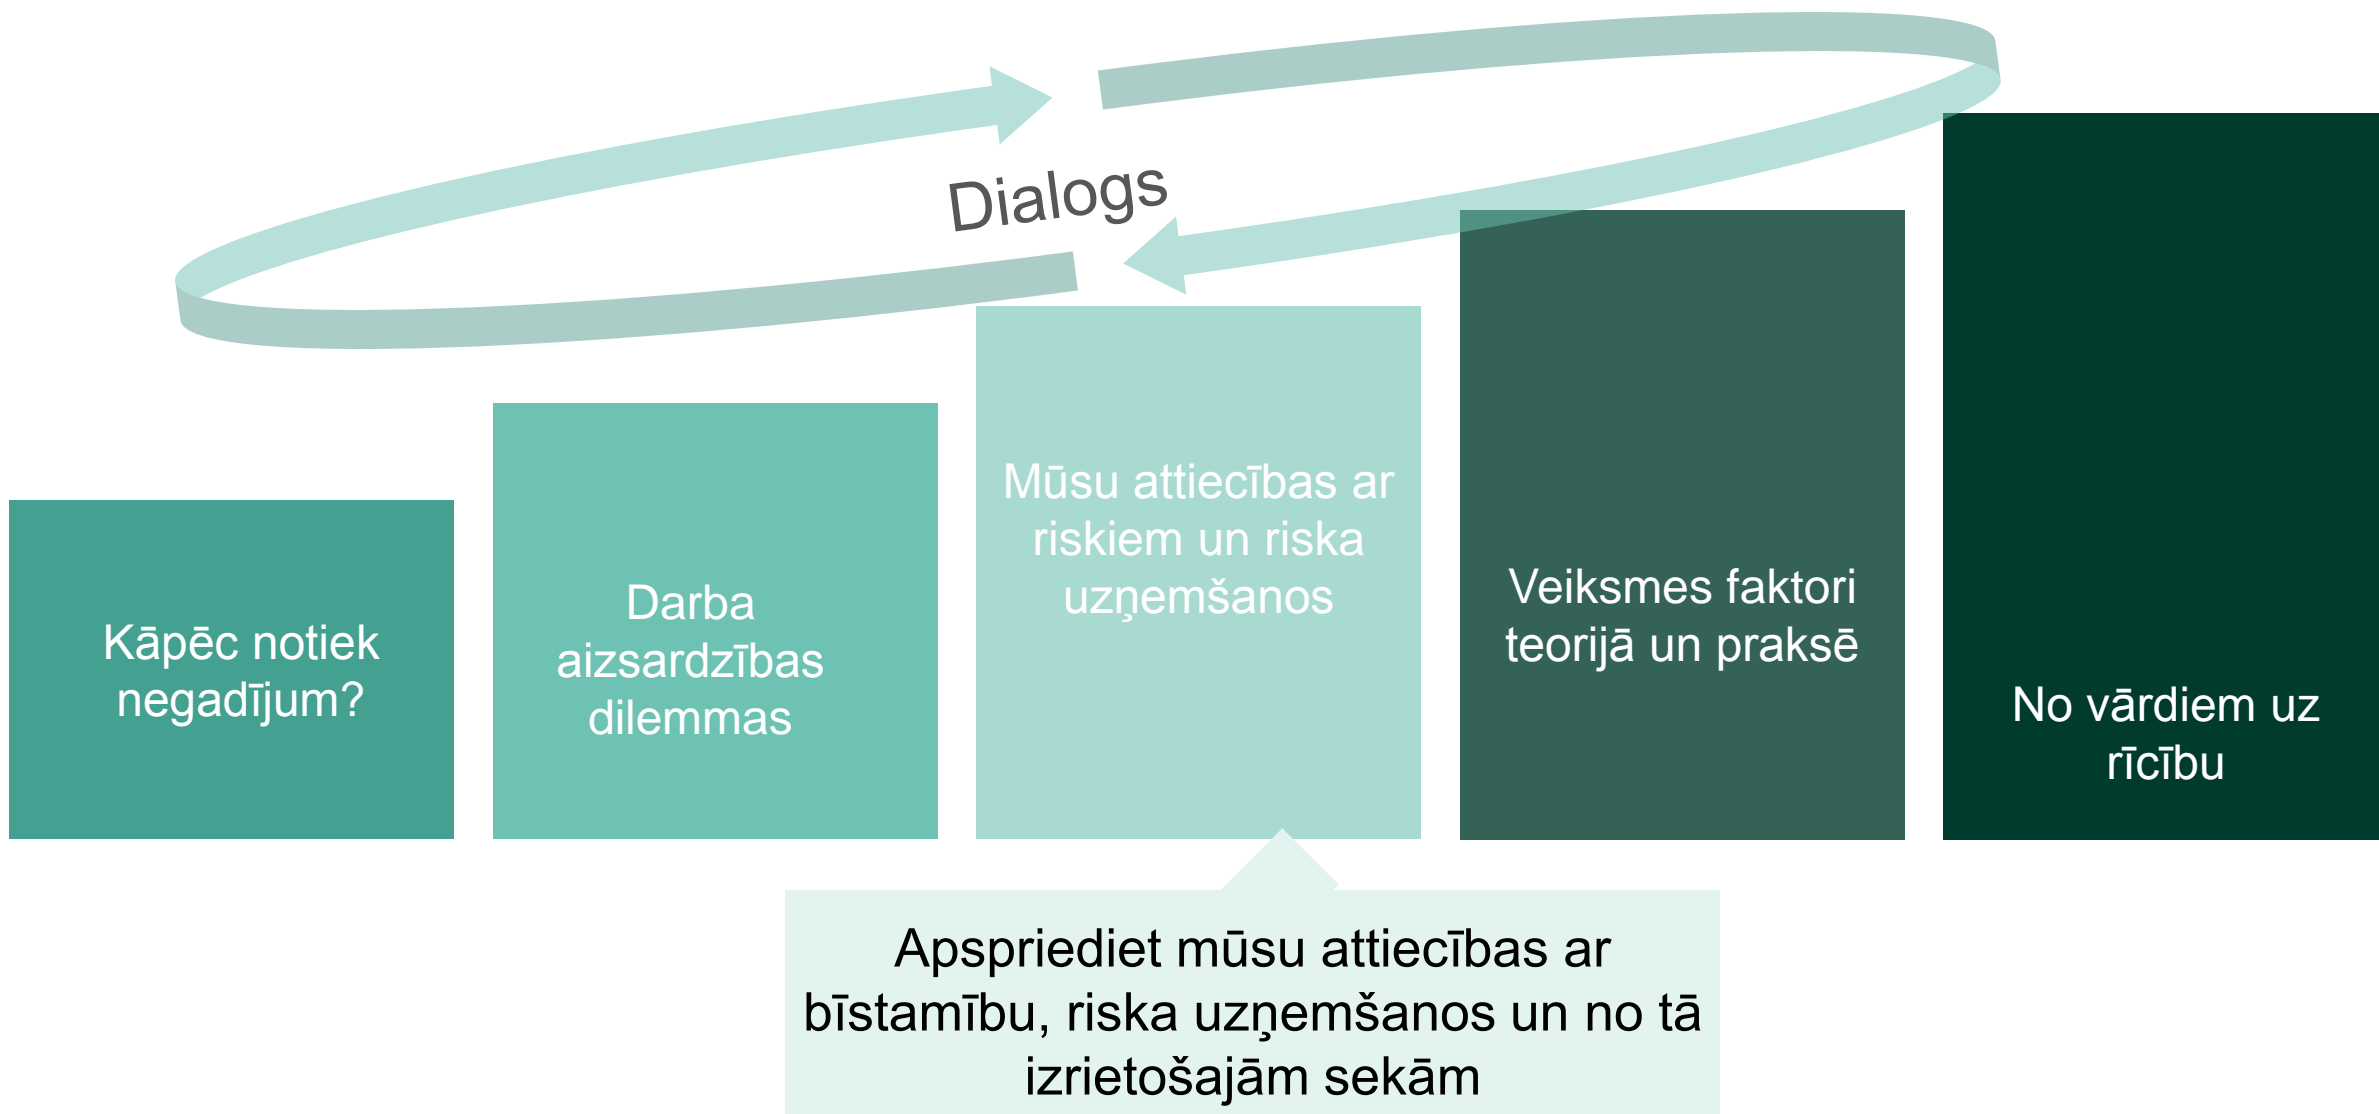 Dialogs
Kāpēc notiek
negadījum?
Darba
aizsardzības
dilemmas
Mūsu attiecības ar
riskiem un riska
uzņemšanos
Veiksmes faktori
teorijā un praksē
No vārdiem uz
rīcību
Apspriediet mūsu attiecības ar
bīstamību, riska uzņemšanos un no tā
izrietošajām sekām